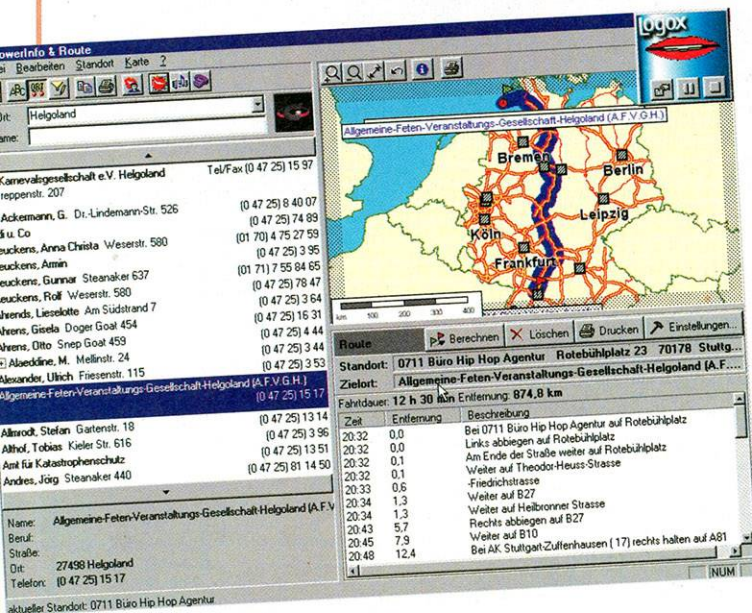 owerInfo & Route
ei Bearbeiten Standort Karte ?
Ort: Helgoland
ame:
Karnevalsgesellschaft e.V. Helgoland Tel/Fax (0 47 25) 15 97
reppenstr. 207
Ackermann, G. Dr.-Lindemann-Str. 526 (0 47 25) 8 40 07
di u. Co (0 47 25) 74 89
euckens, Anna Christa Weserstr. 580 (01 70) 4 75 27 59
euckens, Armin (0 47 25) 3 95
euckens, Gunnar Steanaker 637 (01 71) 7 55 84 65
euckens, Rolf Weserstr. 580 (0 47 25) 78 47
Ahrends, Lieselotte Am Südstrand 7 (0 47 25) 3 64
Ahrens, Gisela Doger Goat 454 (0 47 25) 16 31
Ahrens, Otto Snep Goat 459 (0 47 25) 4 44
Alaeddine, M. Mellinstr. 24 (0 47 25) 3 44
Alexander, Ulrich Friesenstr. 115 (0 47 25) 3 53
Allgemeine-Feten-Veranstaltungs-Gesellschaft-Helgoland (A.F.V.G.H.)
(0 47 25) 15 17
Almrodt, Stefan Gartenstr. 18 (0 47 25) 13 14
Althof, Tobias Kieler Str. 616 (0 47 25) 3 96
Amt für Katastrophenschutz (0 47 25) 13 51
Andres, Jörg Steanaker 440 (0 47 25) 81 14 50
Name: Allgemeine-Feten-Veranstaltungs-Gesellschaft-Helgoland (A.F.V
Beruf:
Straße:
Ort: 27498 Helgoland
Telefon: (0 47 25) 15 17
aktueller Standort: 0711 Büro Hip Hop Agentur
logox
Allgemeine-Feten-Veranstaltungs-Gesellschaft-Helgoland (A.F.V.G.H.)
Bremen
Berlin
Leipzig
Köln
Frankfurt
km 100 200 300 400
Route Berechnen Löschen Drucken Einstellungen...
Standort: 0711 Büro Hip Hop Agentur Rotebühlplatz 23 70178 Stuttg...
Zielort: Allgemeine-Feten-Veranstaltungs-Gesellschaft-Helgoland (A.F....
Fahrtdauer: 12 h 30 min Entfernung: 874,8 km
Zeit Entfernung Beschreibung
20:32 0,0 Bei 0711 Büro Hip Hop Agentur auf Rotebühlplatz
20:32 0,0 Links abbiegen auf Rotebühlplatz
20:32 0,1 Am Ende der Straße weiter auf Rotebühlplatz
20:32 0,1 Weiter auf Theodor-Heuss-Strasse
20:33 0,6 -Friedrichstrasse
20:34 1,3 Weiter auf B27
20:34 1,3 Weiter auf Heilbronner Strasse
20:43 5,7 Rechts abbiegen auf B27
20:45 7,9 Weiter auf B10
20:48 12,4 Bei AK Stuttgart-Zuffenhausen (17) rechts halten auf A81
NUM